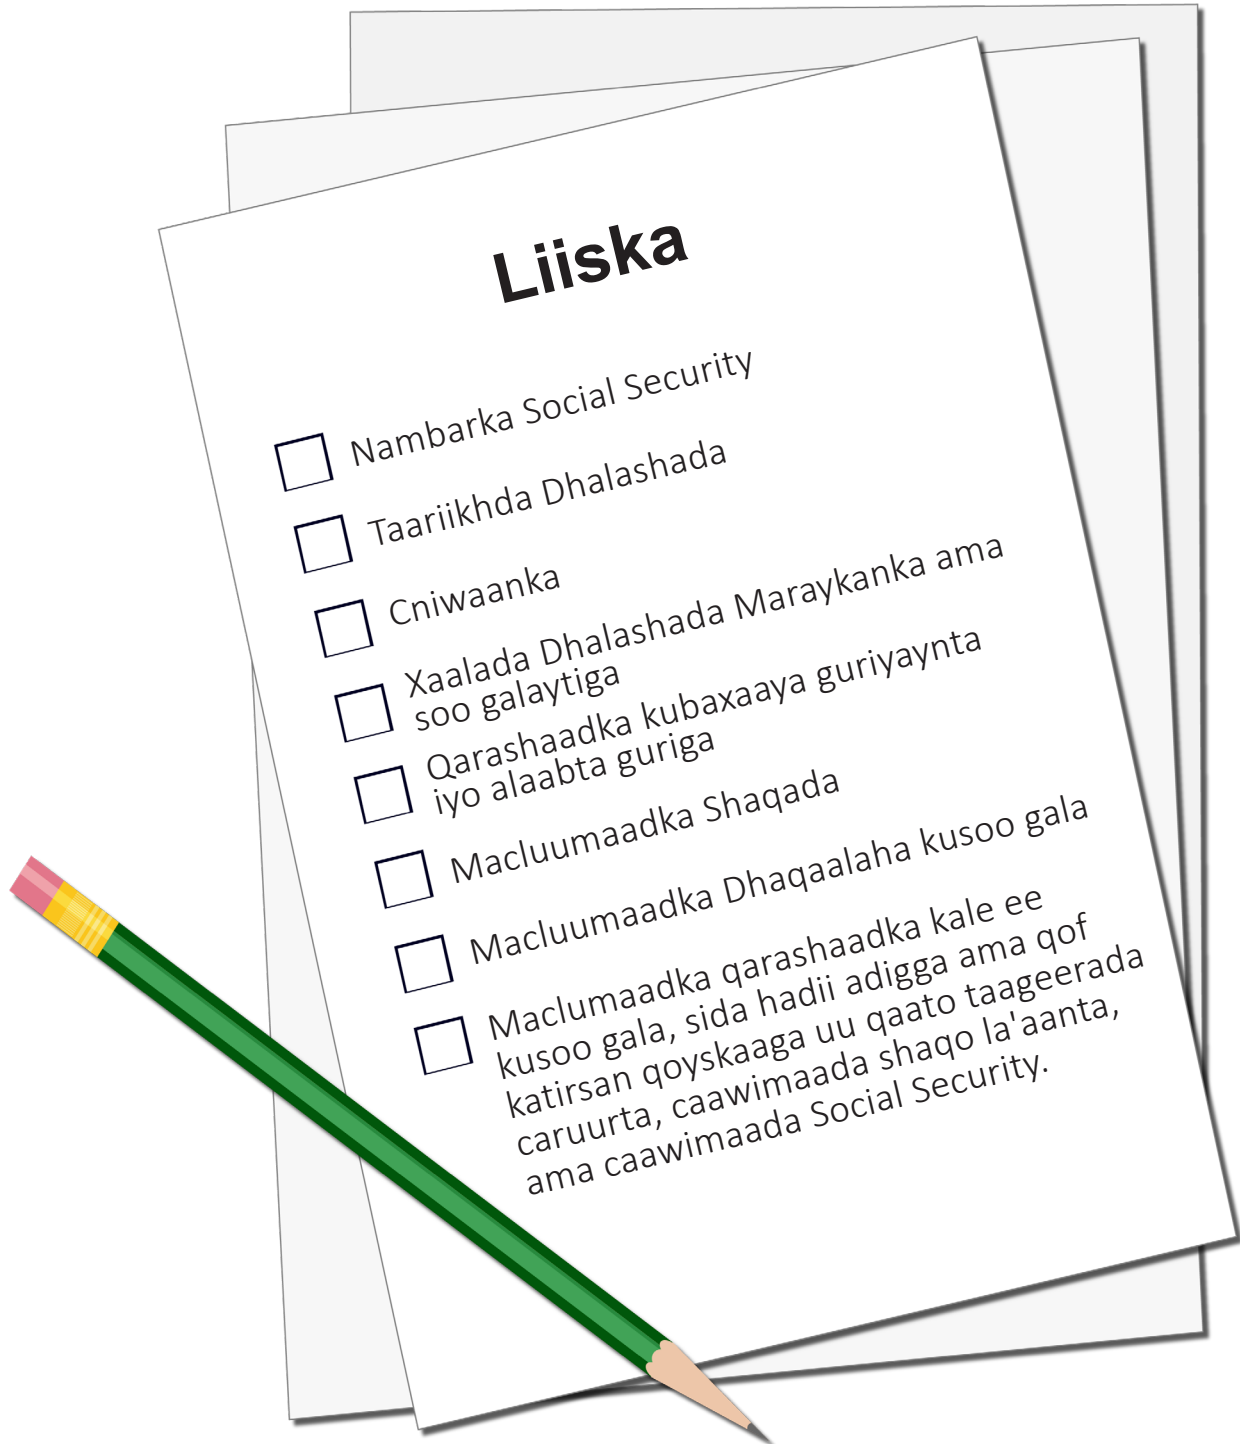 Liiska
Nambarka Social Security
Taariikhda Dhalashada
Cniwaanka
Xaalada Dhalashada Maraykanka ama
soo galaytiga
Qarashaadka kubaxaaya guriyaynta
iyo alaabta guriga
Macluumaadka Shaqada
Macluumaadka Dhaqaalaha kusoo gala
Maclumaadka qarashaadka kale ee
kusoo gala, sida hadii adigga ama qof
katirsan qoyskaaga uu qaato taageerada
caruurta, caawimaada shaqo la'aanta,
ama caawimaada Social Security.